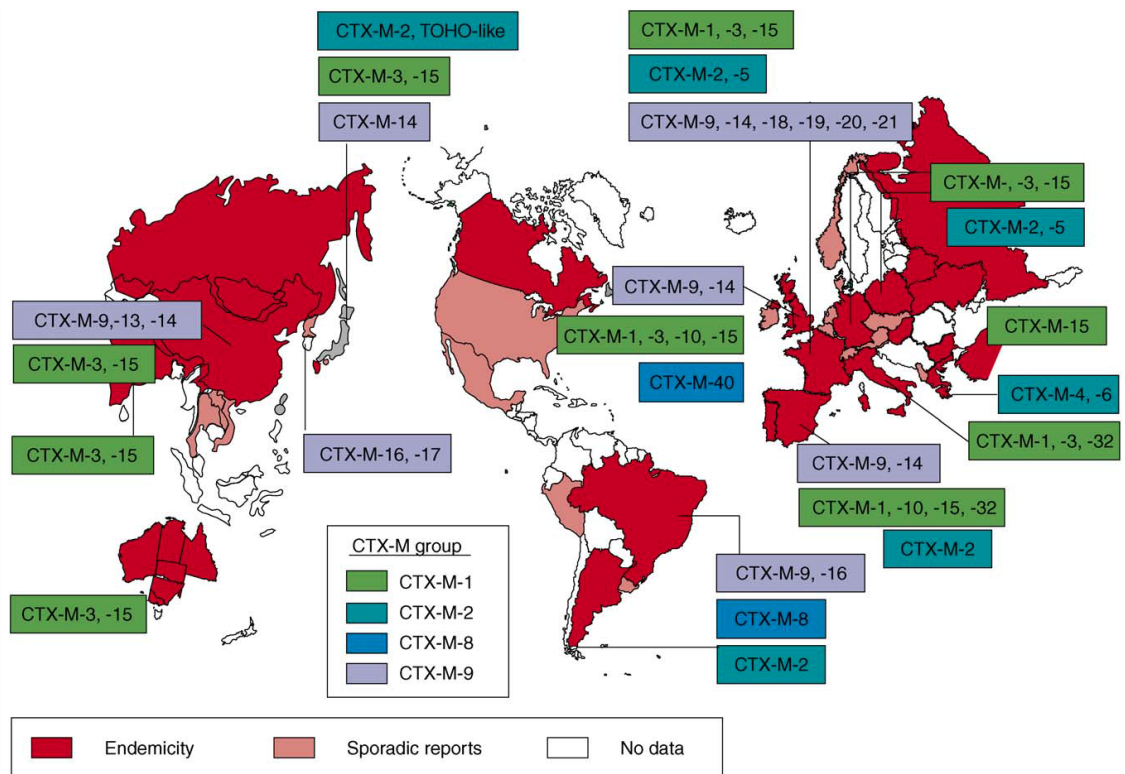 CTX-M-2, TOHO-like
CTX-M-3, -15
CTX-M-14
CTX-M-1, -3, -15
CTX-M-2, -5
CTX-M-9, -14, -18, -19, -20, -21
CTX-M-, -3, -15
CTX-M-2, -5
CTX-M-9,-13, -14
CTX-M-3, -15
CTX-M-3, -15
CTX-M-16, -17
CTX-M-9, -14
CTX-M-1, -3, -10, -15
CTX-M-40
CTX-M-15
CTX-M-4, -6
CTX-M-1, -3, -32
CTX-M-9, -14
CTX-M-1, -10, -15, -32
CTX-M-2
CTX-M-3, -15
CTX-M group
CTX-M-1
CTX-M-2
CTX-M-8
CTX-M-9
CTX-M-9, -16
CTX-M-8
CTX-M-2
Endemicity
Sporadic reports
No data